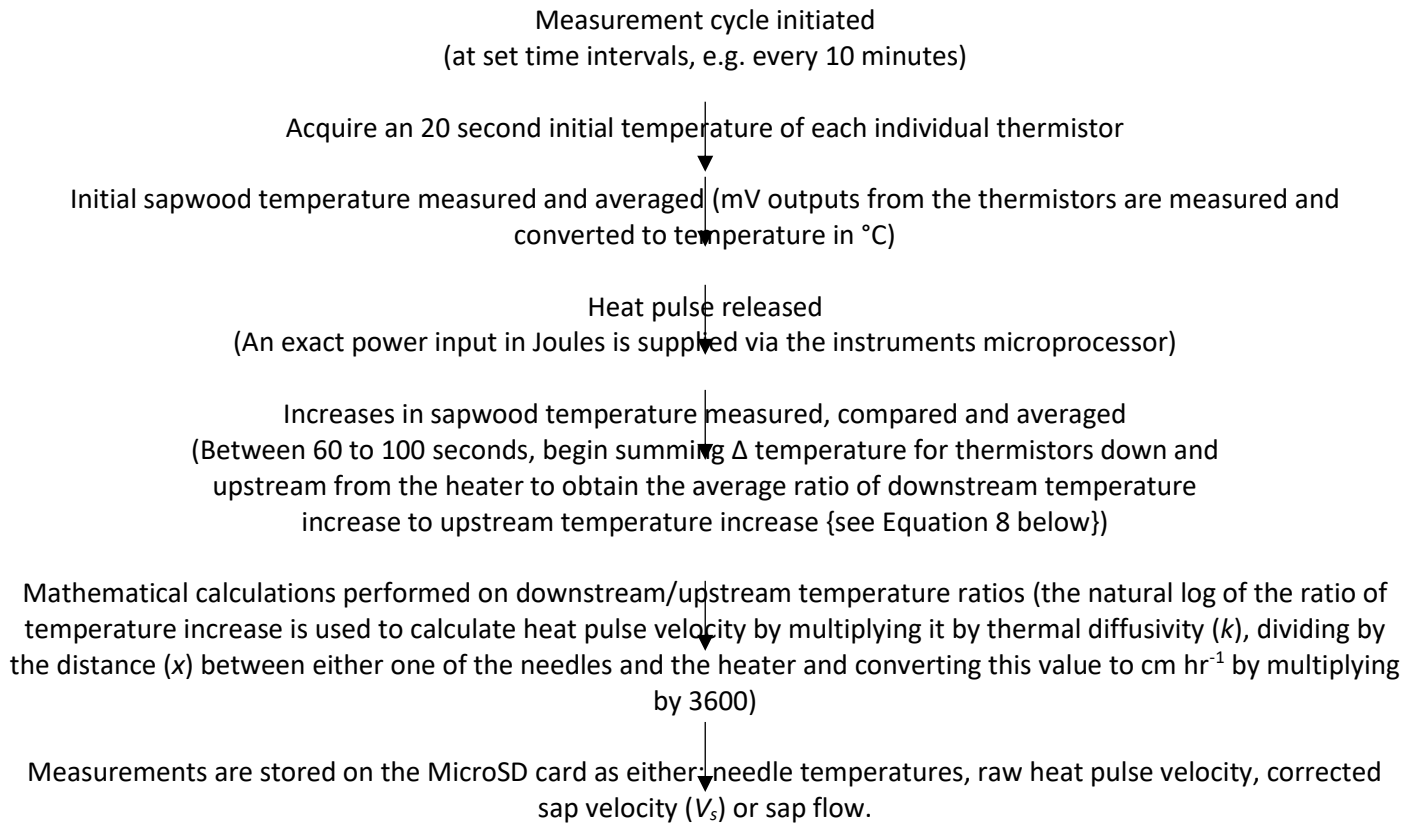 Measurement cycle initiated
(at set time intervals, e.g. every 10 minutes)
Acquire an 20 second initial temperature of each individual thermistor
Initial sapwood temperature measured and averaged (mV outputs from the thermistors are measured and
converted to temperature in °C)
Heat pulse released
(An exact power input in Joules is supplied via the instruments microprocessor)
Increases in sapwood temperature measured, compared and averaged
(Between 60 to 100 seconds, begin summing Δ temperature for thermistors down and
upstream from the heater to obtain the average ratio of downstream temperature
increase to upstream temperature increase {see Equation 8 below})
Mathematical calculations performed on downstream/upstream temperature ratios (the natural log of the ratio of
temperature increase is used to calculate heat pulse velocity by multiplying it by thermal diffusivity (k), dividing by
the distance (x) between either one of the needles and the heater and converting this value to cm hr⁻¹ by multiplying
by 3600)
Measurements are stored on the MicroSD card as either: needle temperatures, raw heat pulse velocity, corrected
sap velocity (Vₛ) or sap flow.